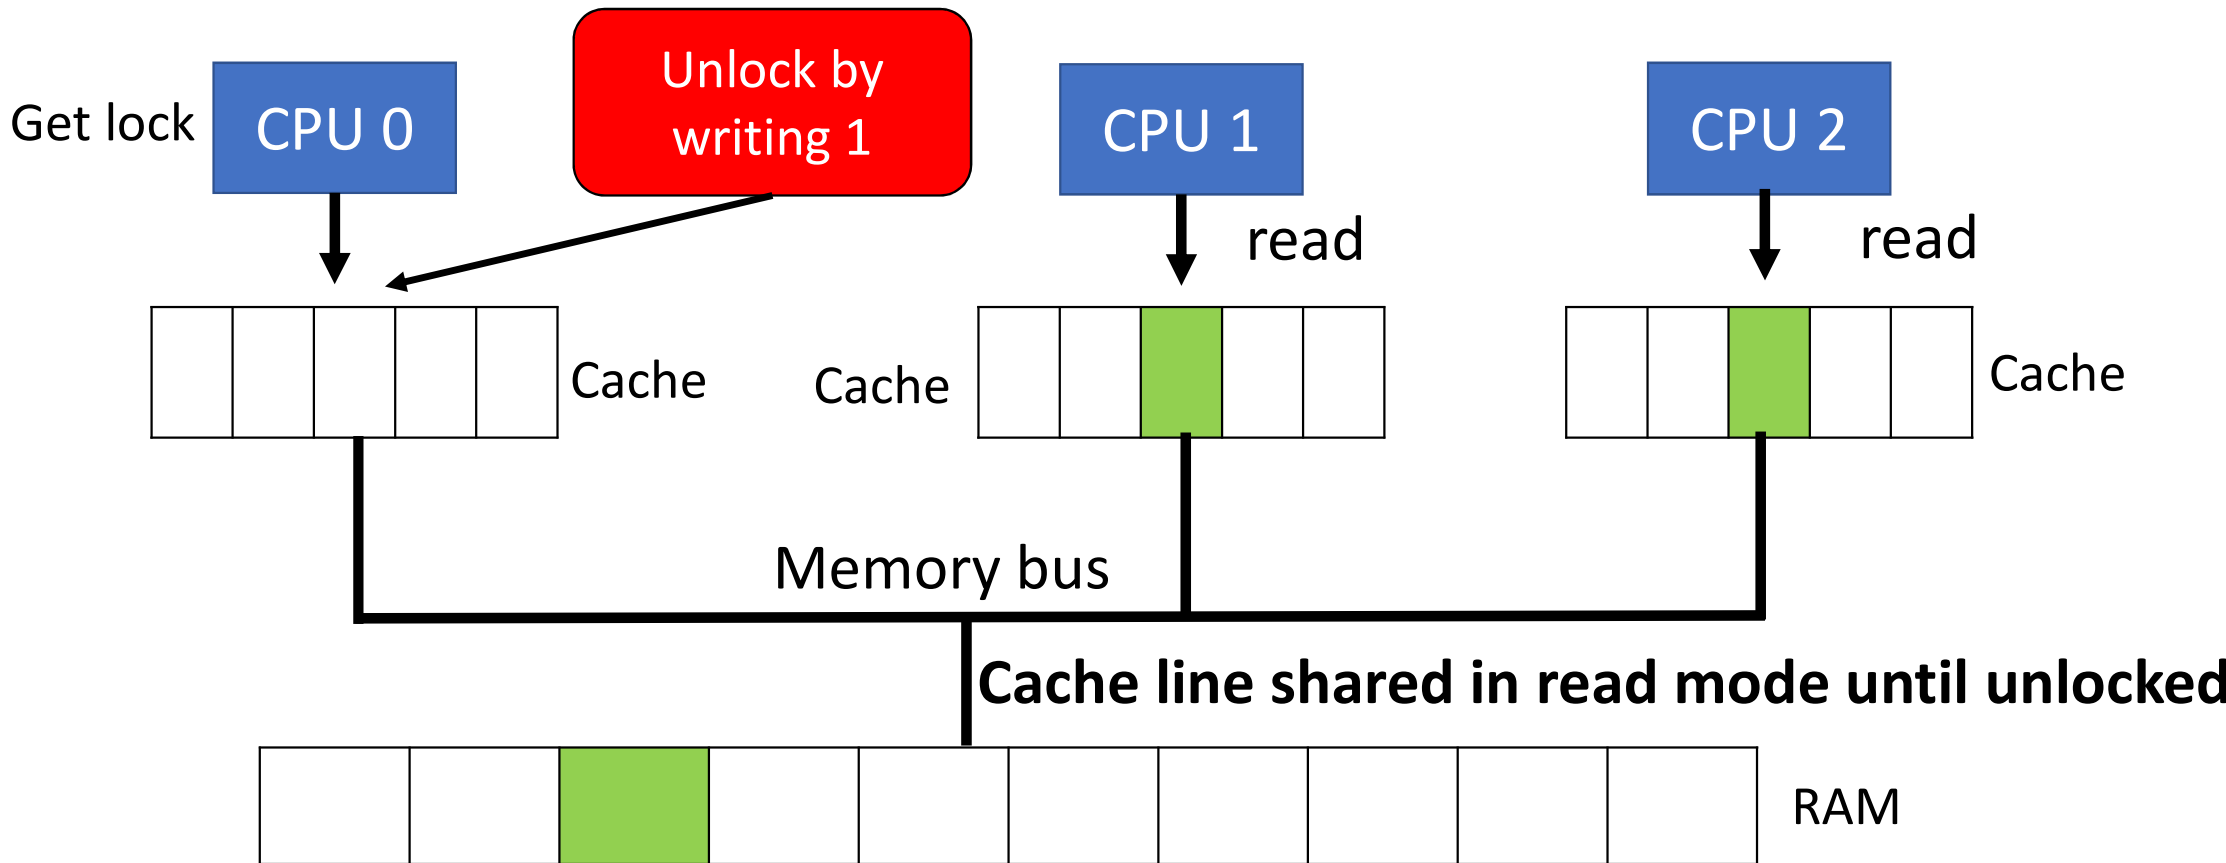 Get lock
CPU 0
Unlock by
writing 1
CPU 1
CPU 2
read
read
Cache
Cache
Cache
Memory bus
Cache line shared in read mode until unlocked
RAM